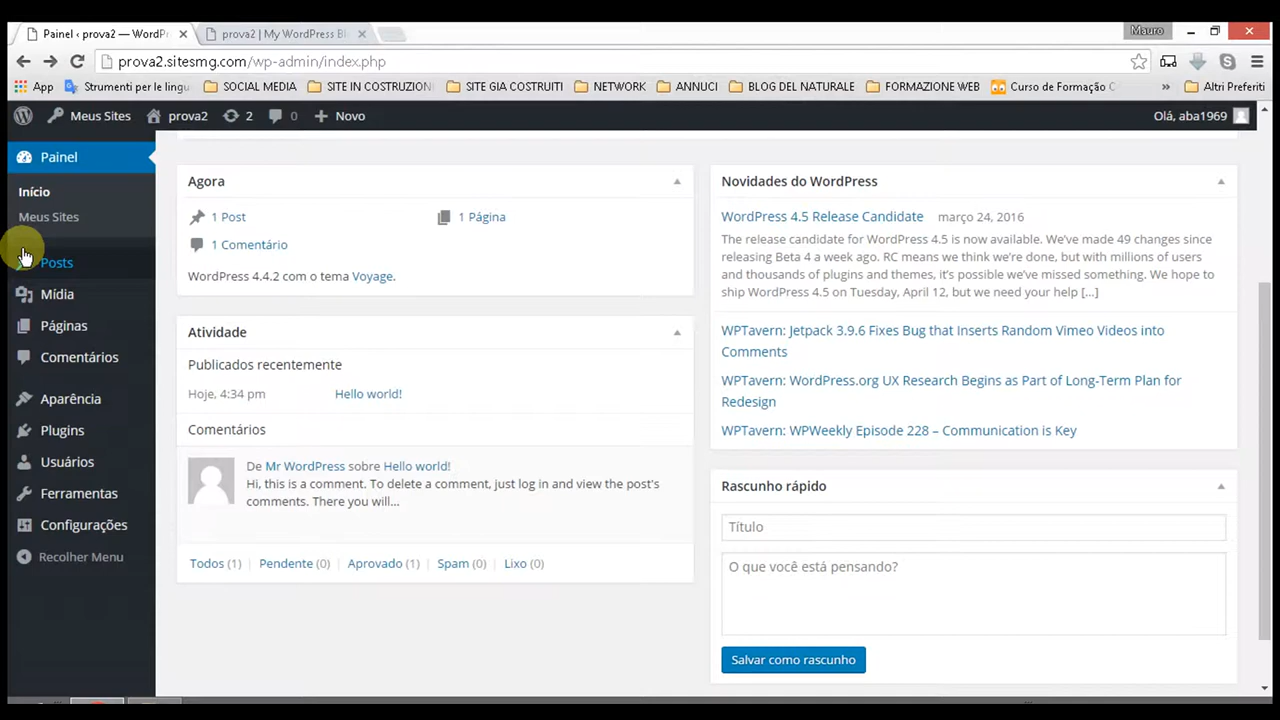 Painel ‹ prova2 — WordPr
prova2 | My WordPress Bl
Mauro
prova2.sitesmg.com/wp-admin/index.php
App
Strumenti per le lingu
SOCIAL MEDIA
SITE IN COSTRUZION
SITE GIA COSTRUITI
NETWORK
ANNUCI
BLOG DEL NATURALE
FORMAZIONE WEB
Curso de Formação
»
Altri Preferiti
Meus Sites
prova2
2
0
Novo
Olá, aba1969
Painel
Início
Meus Sites
Posts
Mídia
Páginas
Comentários
Aparência
Plugins
Usuários
Ferramentas
Configurações
Recolher Menu
Agora
1 Post
1 Página
1 Comentário
WordPress 4.4.2 com o tema Voyage.
Atividade
Publicados recentemente
Hoje, 4:34 pm
Hello world!
Comentários
De Mr WordPress sobre Hello world!
Hi, this is a comment. To delete a comment, just log in and view the post's
comments. There you will...
Todos (1)
Pendente (0)
Aprovado (1)
Spam (0)
Lixo (0)
Novidades do WordPress
WordPress 4.5 Release Candidate março 24, 2016
The release candidate for WordPress 4.5 is now available. We've made 49 changes since
releasing Beta 4 a week ago. RC means we think we're done, but with millions of users
and thousands of plugins and themes, it's possible we've missed something. We hope to
ship WordPress 4.5 on Tuesday, April 12, but we need your help [...]
WPTavern: Jetpack 3.9.6 Fixes Bug that Inserts Random Vimeo Videos into
Comments
WPTavern: WordPress.org UX Research Begins as Part of Long-Term Plan for
Redesign
WPTavern: WPWeekly Episode 228 – Communication is Key
Rascunho rápido
Título
O que você está pensando?
Salvar como rascunho